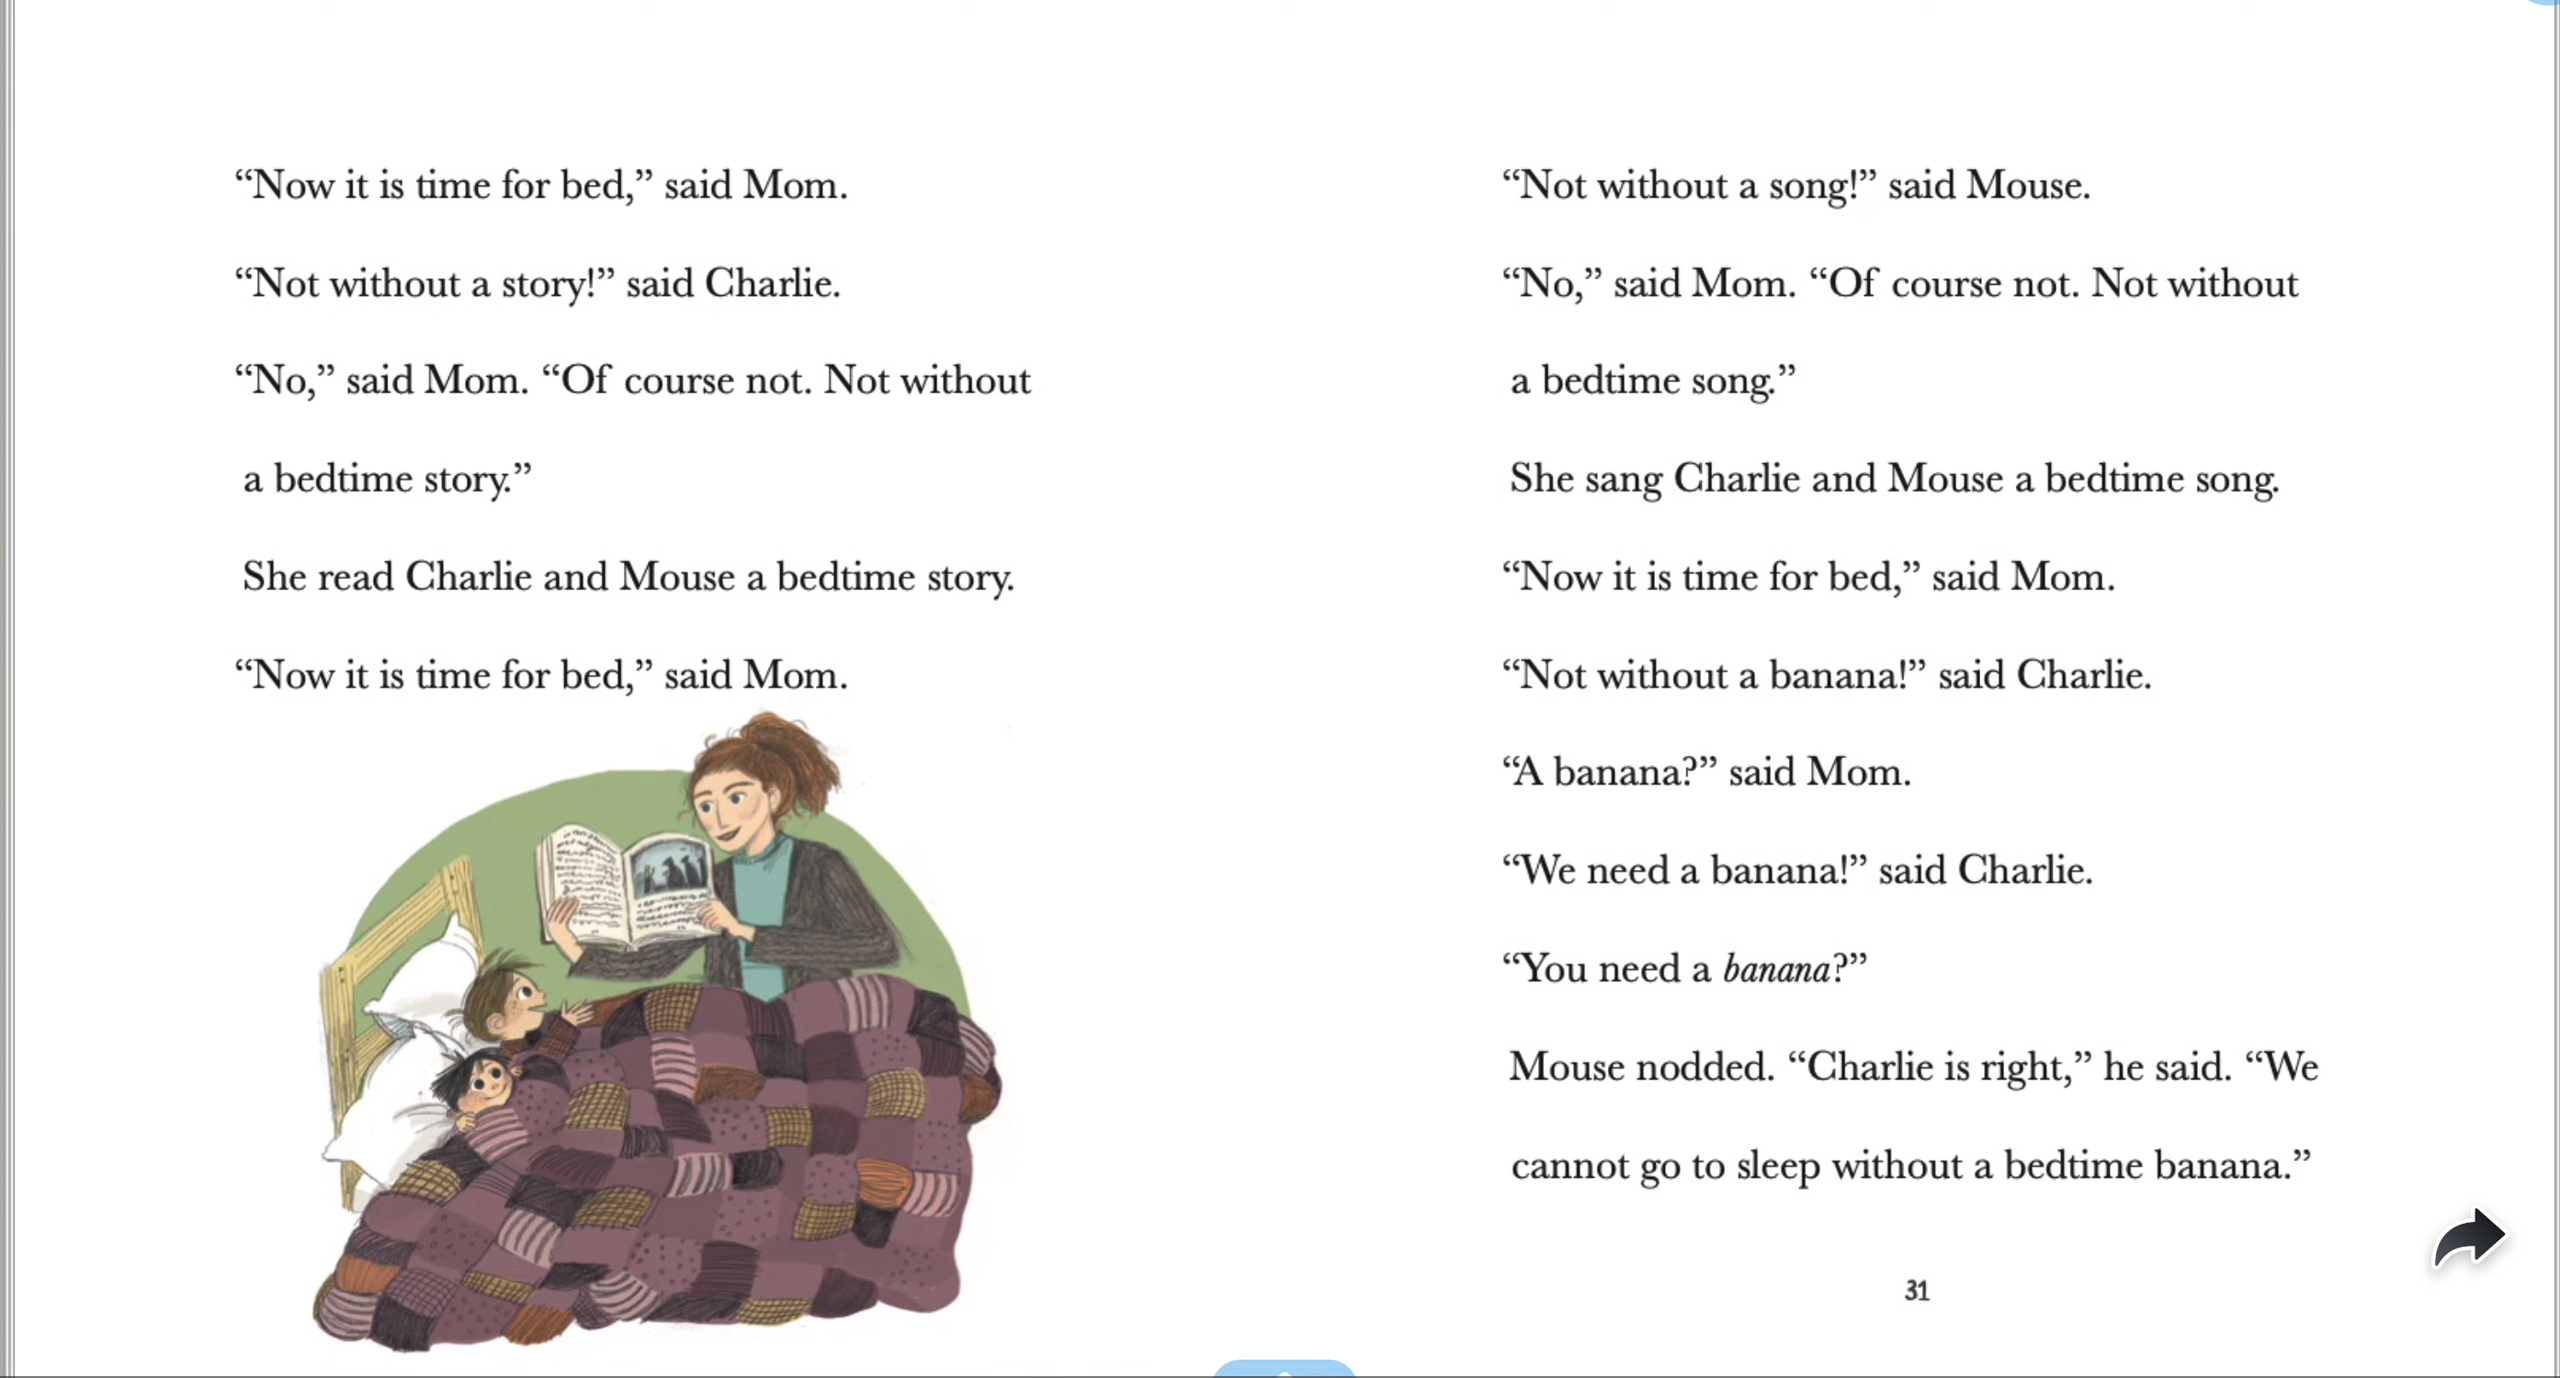 “Now it is time for bed,” said Mom.
“Not without a story!” said Charlie.
“No,” said Mom. “Of course not. Not without
a bedtime story.”
She read Charlie and Mouse a bedtime story.
“Now it is time for bed,” said Mom.
“Not without a song!” said Mouse.
“No,” said Mom. “Of course not. Not without
a bedtime song.”
She sang Charlie and Mouse a bedtime song.
“Now it is time for bed,” said Mom.
“Not without a banana!” said Charlie.
“A banana?” said Mom.
“We need a banana!” said Charlie.
“You need a banana?”
Mouse nodded. “Charlie is right,” he said. “We
cannot go to sleep without a bedtime banana.”
31